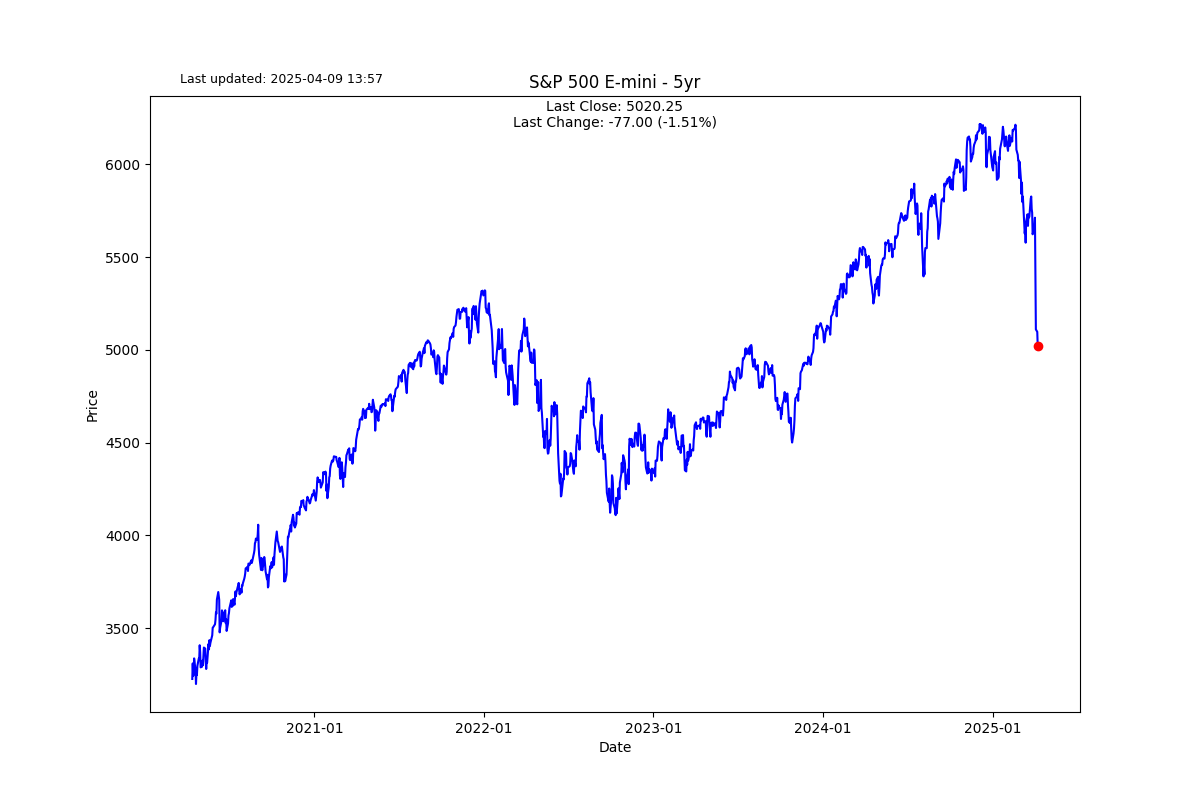 Last updated: 2025-04-09 13:57
S&P 500 E-mini - 5yr
Last Close: 5020.25
Last Change: -77.00 (-1.51%)
6000
5500
5000
4500
4000
3500
Price
2021-01
2022-01
2023-01
2024-01
2025-01
Date